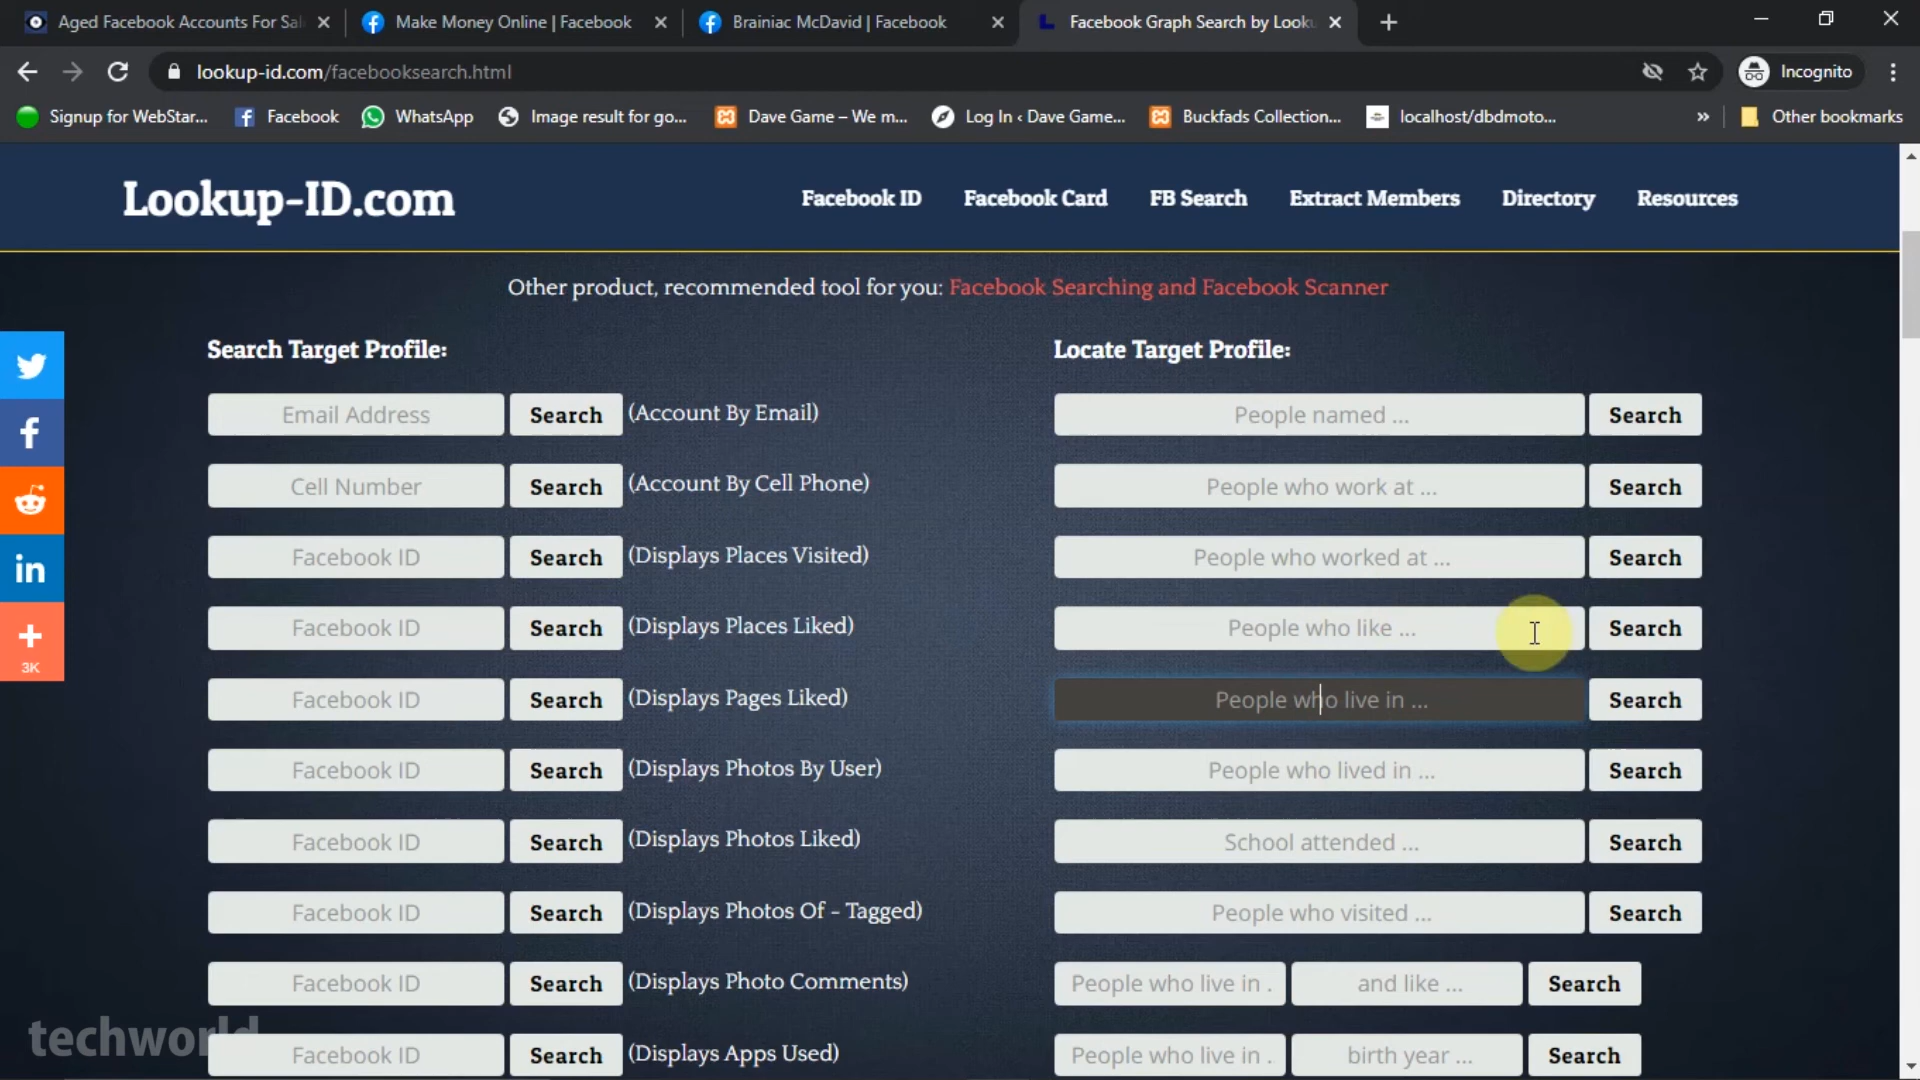 Aged Facebook Accounts For Sal
Make Money Online | Facebook
Brainiac McDavid | Facebook
Facebook Graph Search by Looku
lookup-id.com/facebooksearch.html
Incognito
Signup for WebStar...
Facebook
WhatsApp
Image result for go...
Dave Game – We m...
Log In ‹ Dave Game...
Buckfads Collection...
localhost/dbdmoto...
»
Other bookmarks
Lookup-ID.com
Facebook ID
Facebook Card
FB Search
Extract Members
Directory
Resources
Other product, recommended tool for you: Facebook Searching and Facebook Scanner
3K
Search Target Profile:
Email Address Search (Account By Email)
Cell Number Search (Account By Cell Phone)
Facebook ID Search (Displays Places Visited)
Facebook ID Search (Displays Places Liked)
Facebook ID Search (Displays Pages Liked)
Facebook ID Search (Displays Photos By User)
Facebook ID Search (Displays Photos Liked)
Facebook ID Search (Displays Photos Of - Tagged)
Facebook ID Search (Displays Photo Comments)
Facebook ID Search (Displays Apps Used)
Locate Target Profile:
People named ... Search
People who work at ... Search
People who worked at ... Search
People who like ... Search
People who live in ... Search
People who lived in ... Search
School attended ... Search
People who visited ... Search
People who live in . and like ... Search
People who live in . birth year ... Search
techworld